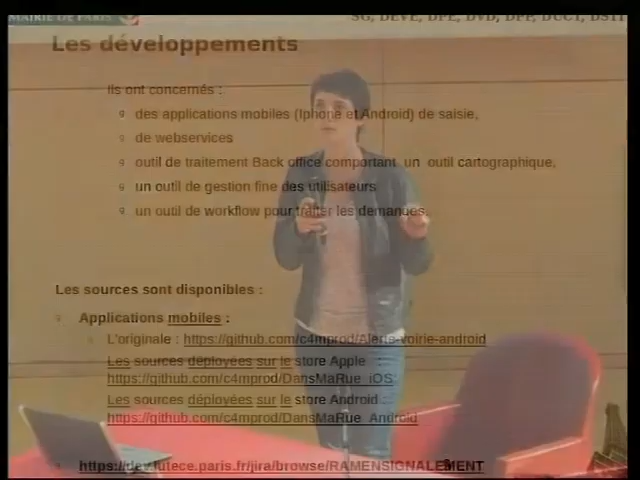 MAIRIE DE PARIS
SG, DEVE, DPE, DVD, DPP, DUCT, DSTI
Les développements
Ils ont concernés :
des applications mobiles (Iphone et Android) de saisie,
de webservices
outil de traitement Back office comportant un outil cartographique,
un outil de gestion fine des utilisateurs
un outil de workflow pour traiter les demandes.
Les sources sont disponibles :
Applications mobiles :
L'originale : https://github.com/c4mprod/Alerte-voirie-android
Les sources déployées sur le store Apple
https://github.com/c4mprod/DansMaRue_iOS
Les sources déployées sur le store Android :
https://github.com/c4mprod/DansMaRue_Android
https://dev.lutece.paris.fr/jira/browse/RAMENSIGNALEMENT